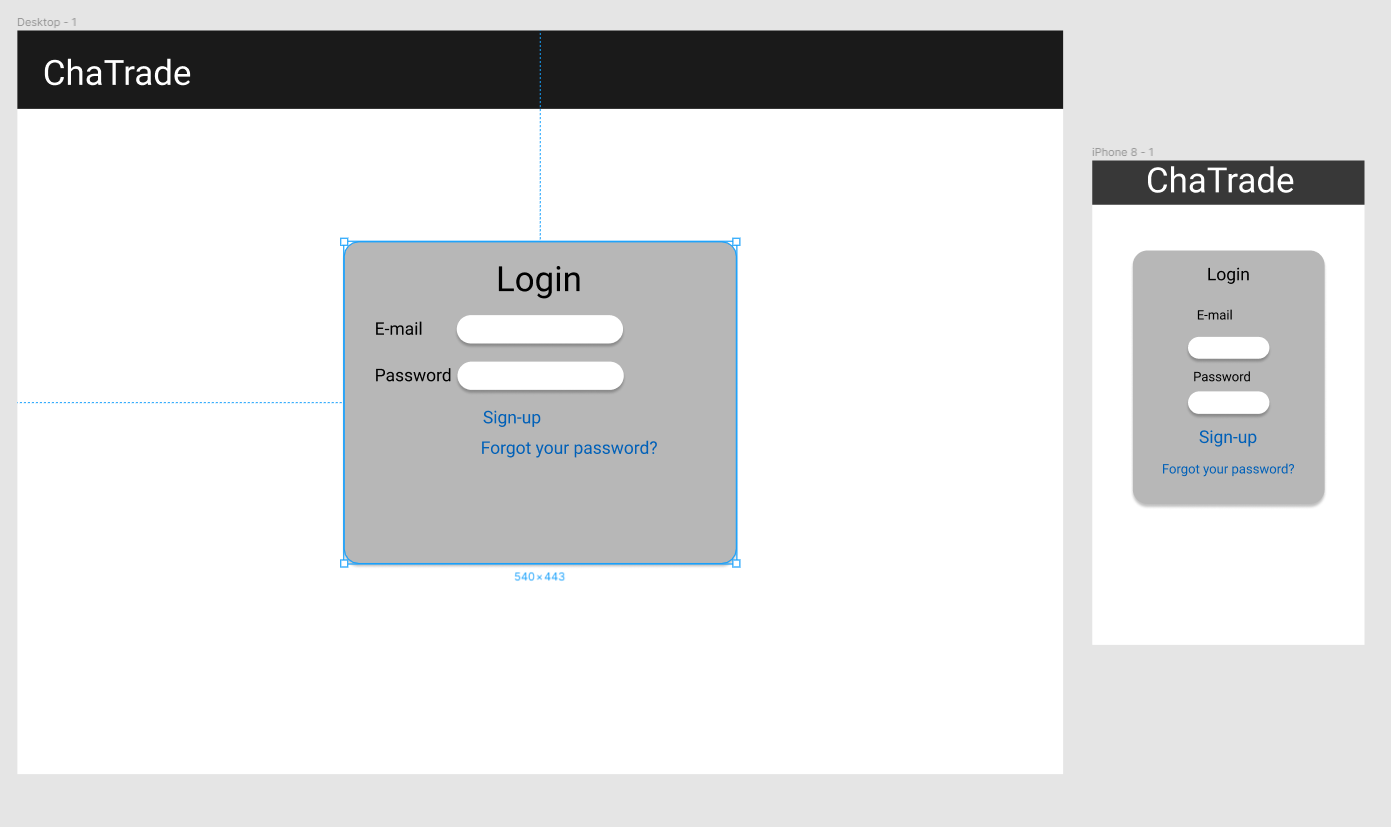 Desktop - 1
ChaTrade
Login
E-mail
Password
Sign-up
Forgot your password?
540 × 443
iPhone 8 - 1
ChaTrade
Login
E-mail
Password
Sign-up
Forgot your password?